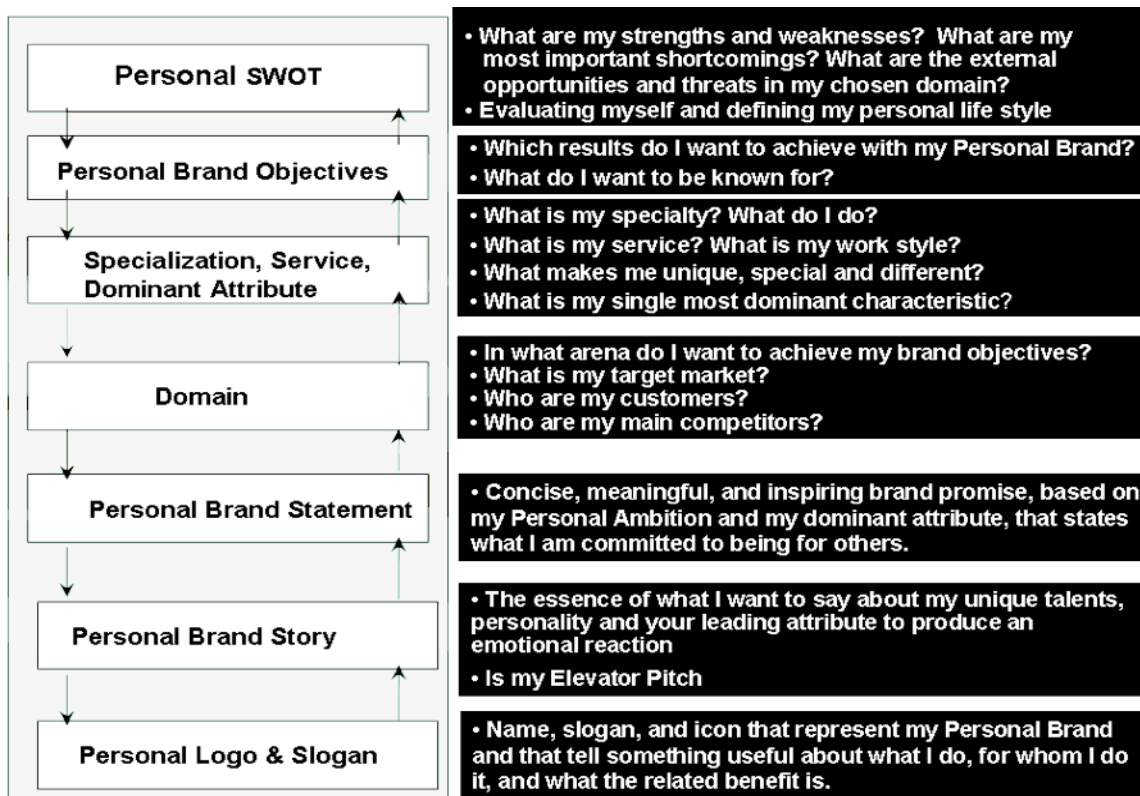 Personal SWOT
• What are my strengths and weaknesses? What are my
most important shortcomings? What are the external
opportunities and threats in my chosen domain?
• Evaluating myself and defining my personal life style
Personal Brand Objectives
• Which results do I want to achieve with my Personal Brand?
• What do I want to be known for?
Specialization, Service,
Dominant Attribute
• What is my specialty? What do I do?
• What is my service? What is my work style?
• What makes me unique, special and different?
• What is my single most dominant characteristic?
Domain
• In what arena do I want to achieve my brand objectives?
• What is my target market?
• Who are my customers?
• Who are my main competitors?
Personal Brand Statement
• Concise, meaningful, and inspiring brand promise, based on
my Personal Ambition and my dominant attribute, that states
what I am committed to being for others.
Personal Brand Story
• The essence of what I want to say about my unique talents,
personality and your leading attribute to produce an
emotional reaction
• Is my Elevator Pitch
Personal Logo & Slogan
• Name, slogan, and icon that represent my Personal Brand
and that tell something useful about what I do, for whom I do
it, and what the related benefit is.